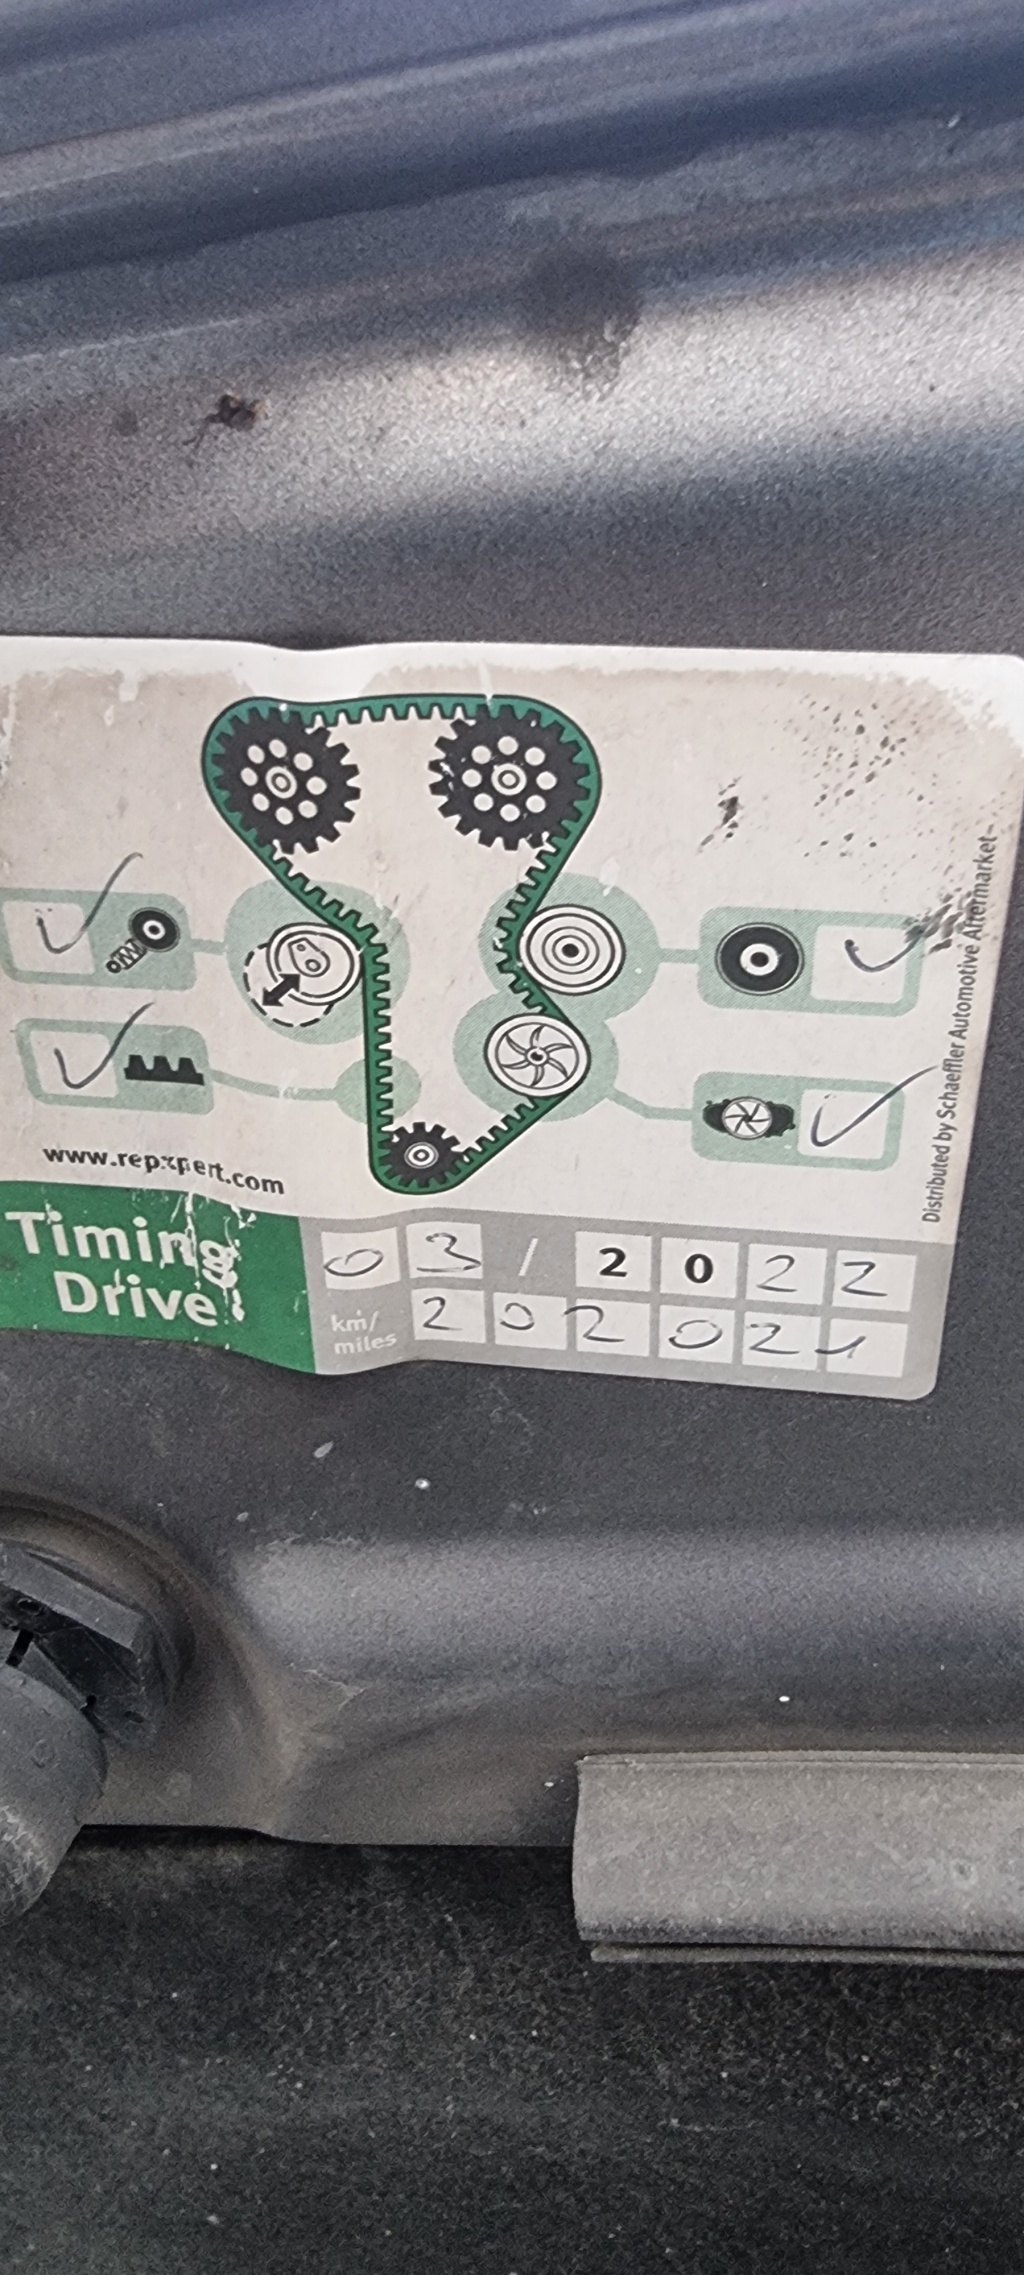 www.repxpert.com
Timing
Drive
03 / 2022
km/
miles
202021
Distributed by Schaeffler Automotive Aftermarket